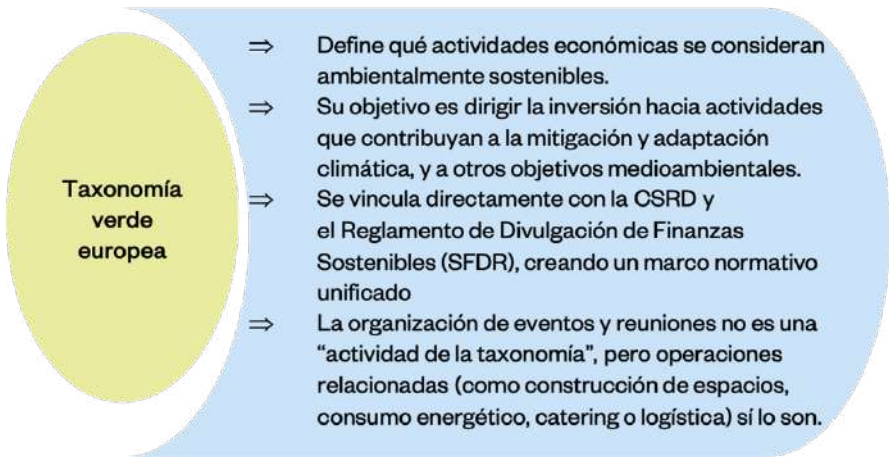 Taxonomía
verde
europea
⇒ Define qué actividades económicas se consideran
ambientalmente sostenibles.
⇒ Su objetivo es dirigir la inversión hacia actividades
que contribuyan a la mitigación y adaptación
climática, y a otros objetivos medioambientales.
⇒ Se vincula directamente con la CSRD y
el Reglamento de Divulgación de Finanzas
Sostenibles (SFDR), creando un marco normativo
unificado
⇒ La organización de eventos y reuniones no es una
“actividad de la taxonomía”, pero operaciones
relacionadas (como construcción de espacios,
consumo energético, catering o logística) sí lo son.